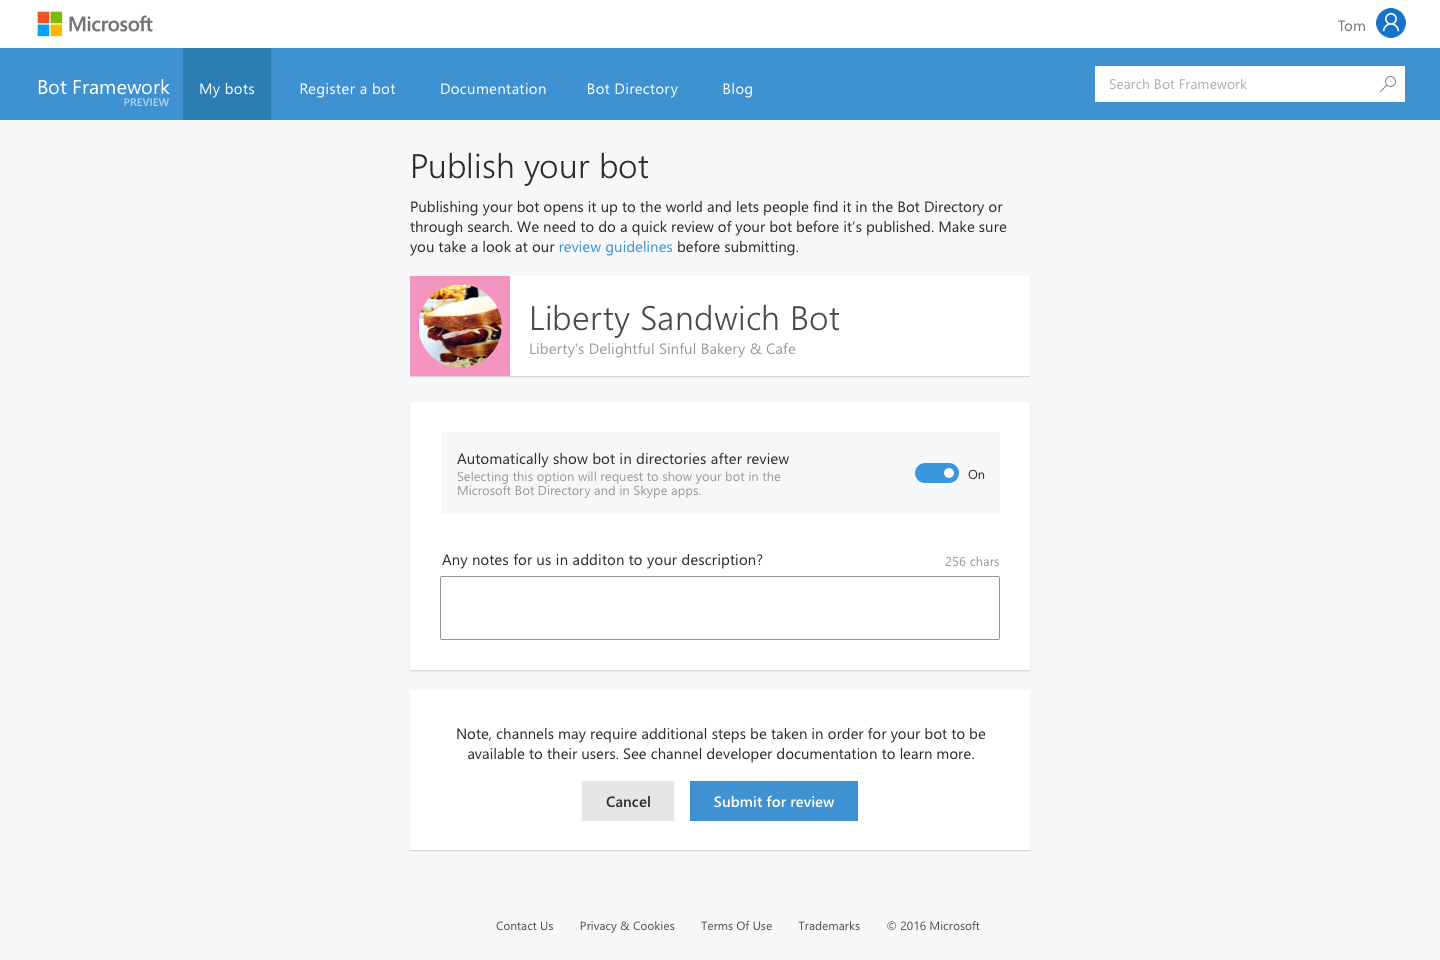 Microsoft
Tom
Bot Framework
PREVIEW
My bots
Register a bot
Documentation
Bot Directory
Blog
Search Bot Framework
Publish your bot
Publishing your bot opens it up to the world and lets people find it in the Bot Directory or
through search. We need to do a quick review of your bot before it’s published. Make sure
you take a look at our review guidelines before submitting.
Liberty Sandwich Bot
Liberty's Delightful Sinful Bakery & Cafe
Automatically show bot in directories after review
Selecting this option will request to show your bot in the
Microsoft Bot Directory and in Skype apps.
On
Any notes for us in additon to your description?
256 chars
Note, channels may require additional steps be taken in order for your bot to be
available to their users. See channel developer documentation to learn more.
Cancel
Submit for review
Contact Us
Privacy & Cookies
Terms Of Use
Trademarks
© 2016 Microsoft